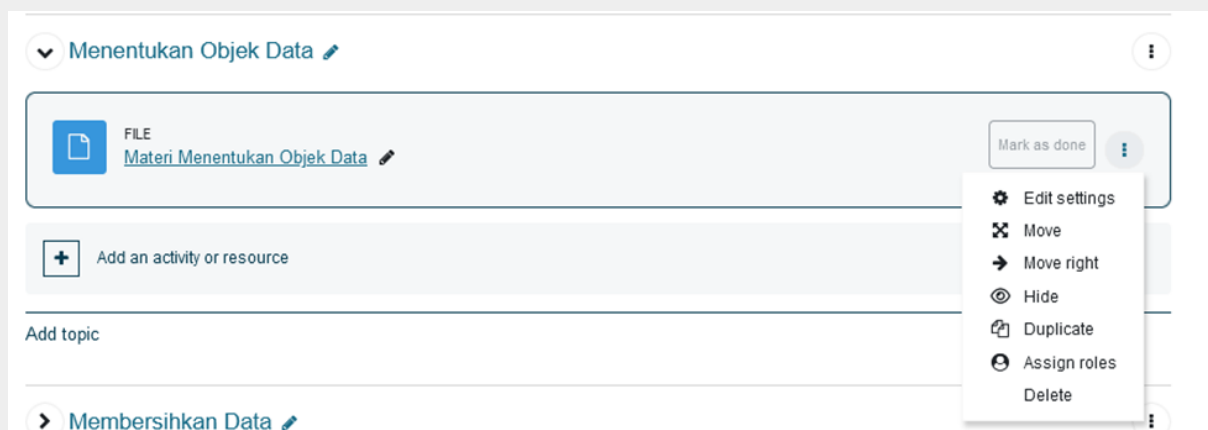 Menentukan Objek Data
FILE
Materi Menentukan Objek Data
Mark as done
Edit settings
Move
Move right
Hide
Duplicate
Assign roles
Delete
Add an activity or resource
Add topic
Membersihkan Data